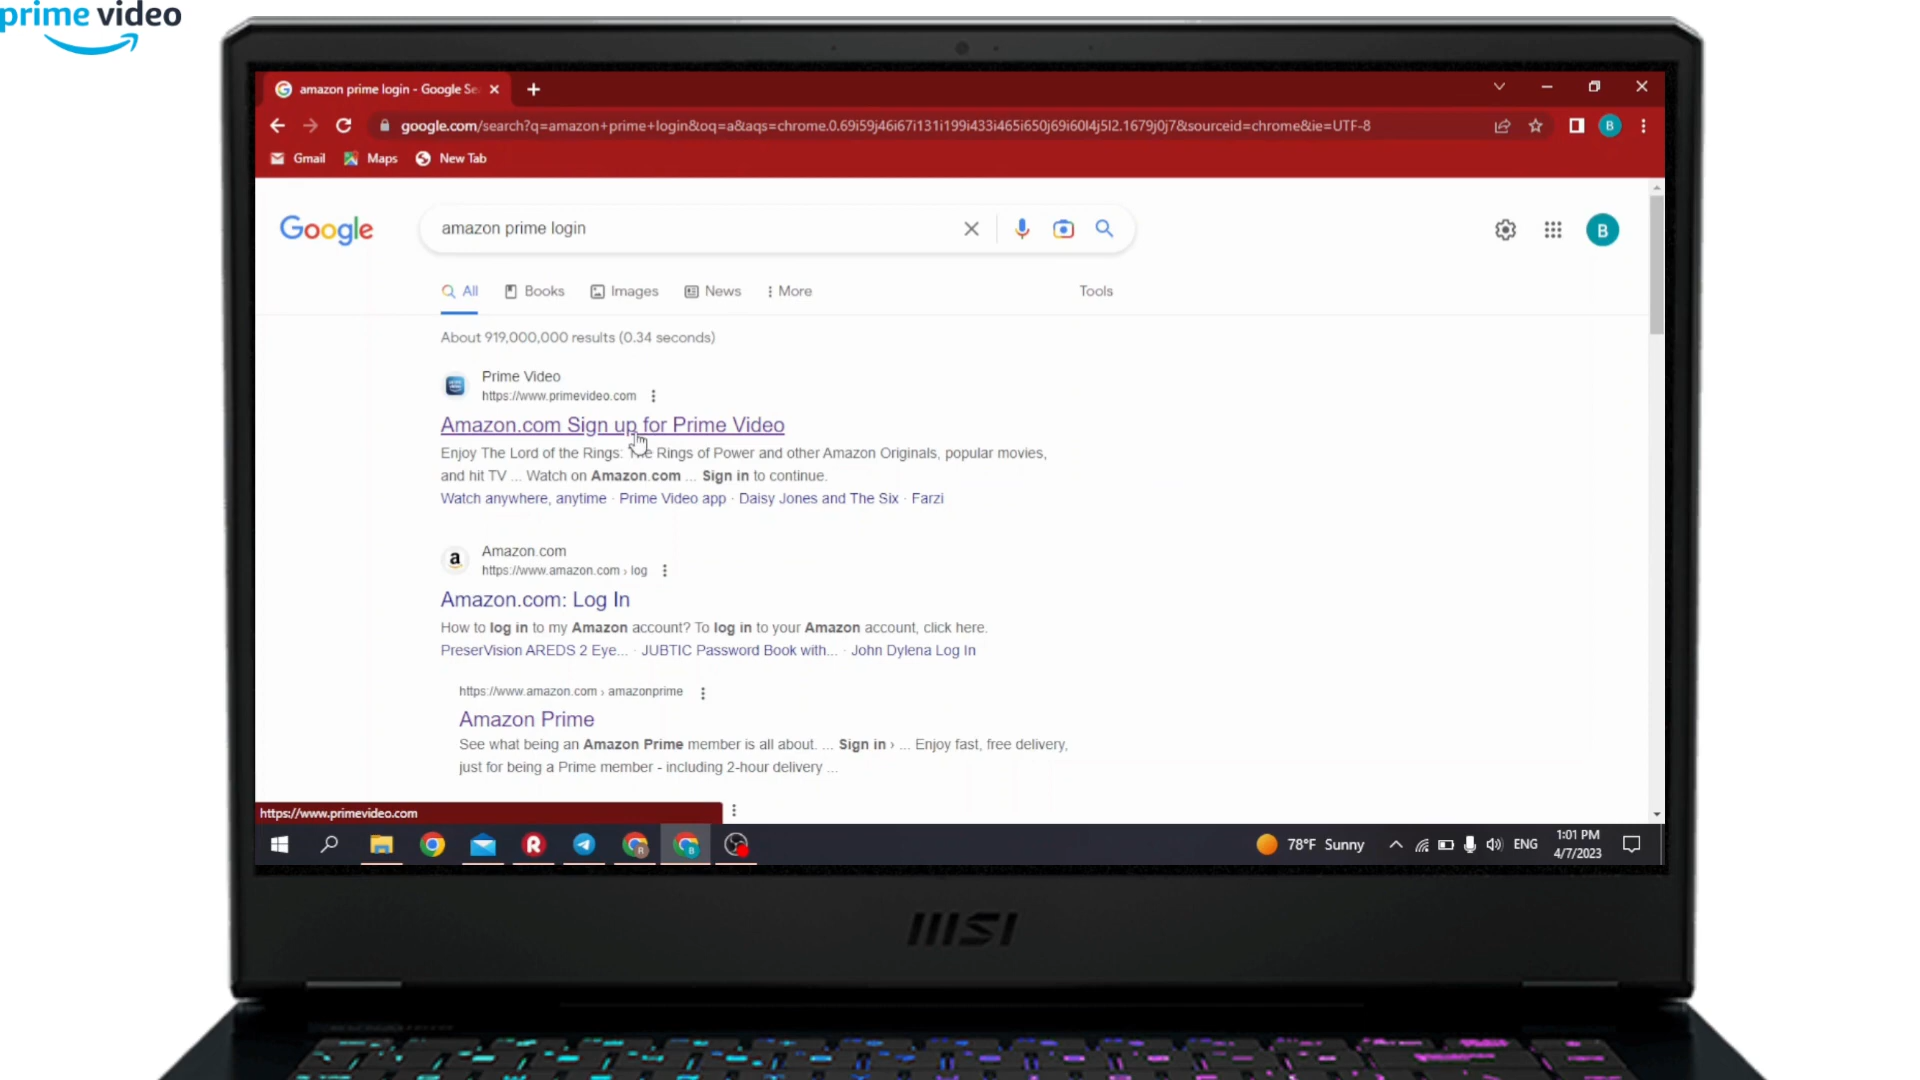 prime video
amazon prime login - Google Se
google.com/search?q=amazon+prime+login&oq=a&aqs=chrome.0.69i59j46i67i131i199i433i465i650j69i60l4j5l2.1679j0j7&sourceid=chrome&ie=UTF-8
B
Gmail Maps New Tab
Google
amazon prime login
B
All Books Images News More Tools
About 919,000,000 results (0.34 seconds)
Prime Video
https://www.primevideo.com
Amazon.com Sign up for Prime Video
Enjoy The Lord of the Rings: The Rings of Power and other Amazon Originals, popular movies,
and hit TV ... Watch on Amazon.com ... Sign in to continue.
Watch anywhere, anytime · Prime Video app · Daisy Jones and The Six · Farzi
a
Amazon.com
https://www.amazon.com › log
Amazon.com: Log In
How to log in to my Amazon account? To log in to your Amazon account, click here.
PreserVision AREDS 2 Eye... · JUBTIC Password Book with... · John Dylena Log In
https://www.amazon.com › amazonprime
Amazon Prime
See what being an Amazon Prime member is all about. ... Sign in › ... Enjoy fast, free delivery,
just for being a Prime member - including 2-hour delivery ...
https://www.primevideo.com
78°F Sunny
ENG
1:01 PM
4/7/2023
msi